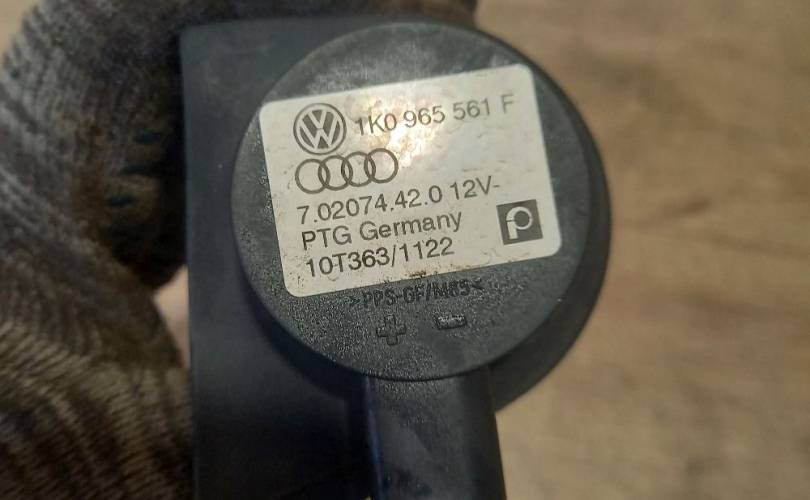 1K0 965 561 F
7.02074.42.0 12V-
PTG Germany
10T363/1122
>PPS-GF/M65<
+ -